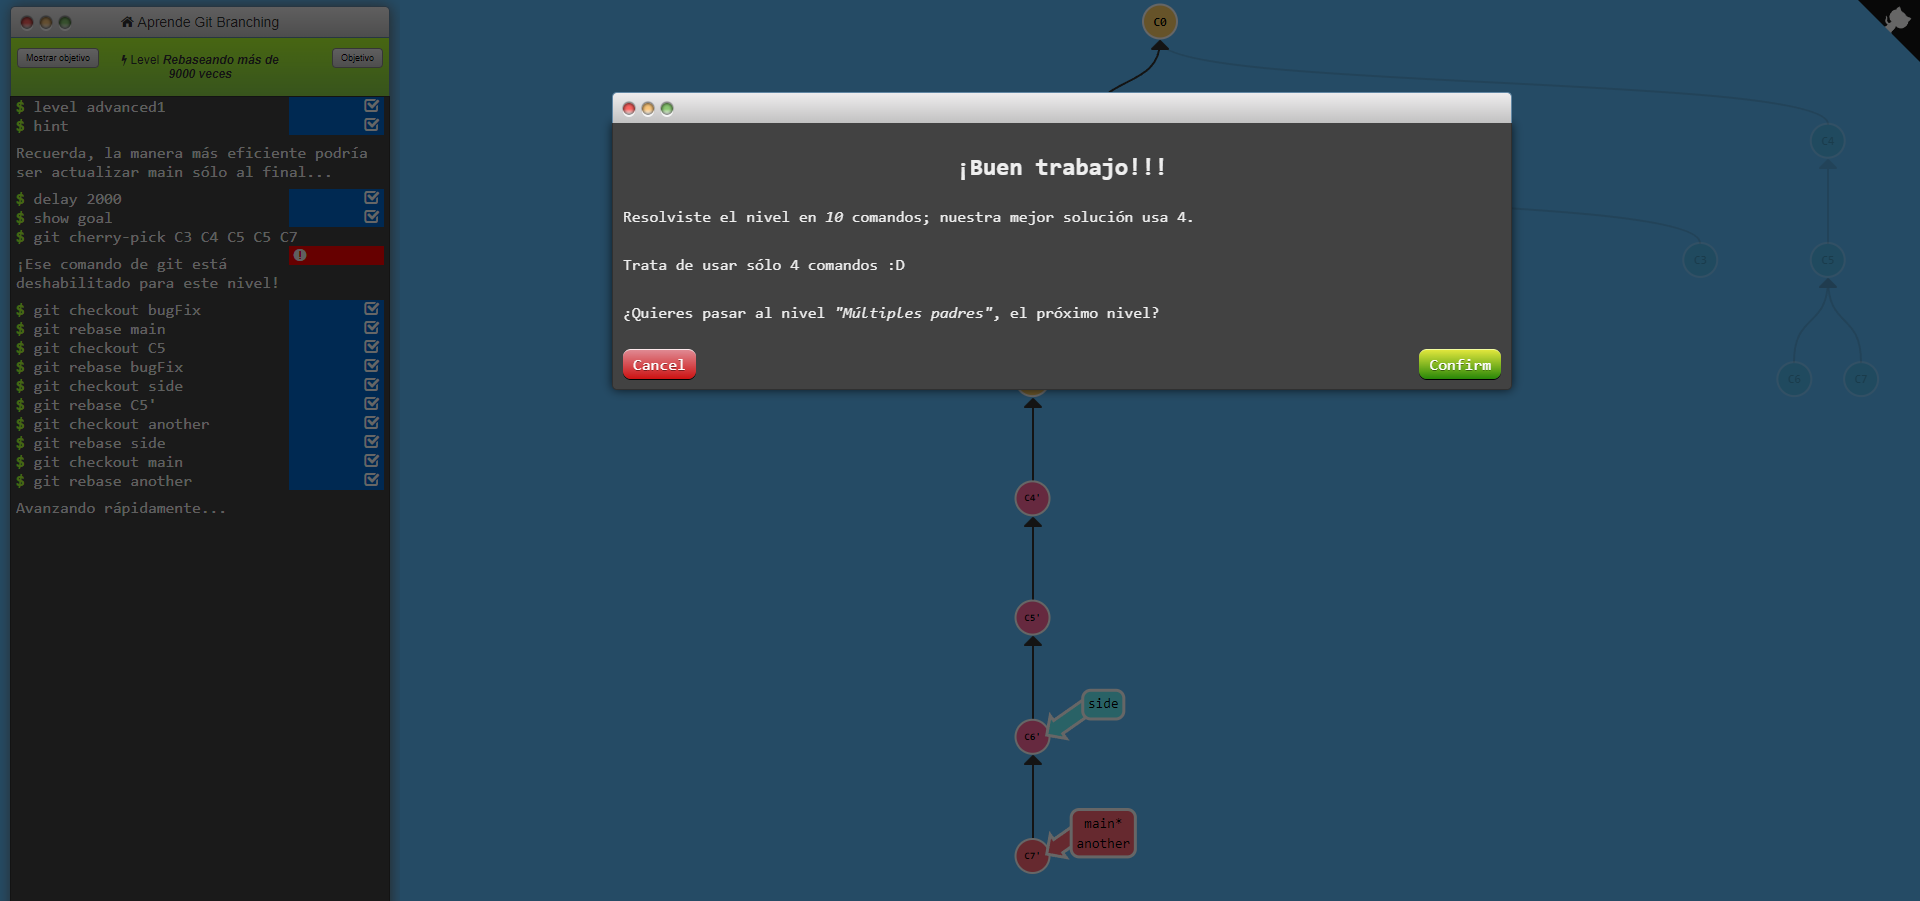 Aprende Git Branching
Mostrar objetivo
Level Rebaseando más de
9000 veces
Objetivo
$ level advanced1
$ hint
Recuerda, la manera más eficiente podría
ser actualizar main sólo al final...
$ delay 2000
$ show goal
$ git cherry-pick C3 C4 C5 C5 C7
¡Ese comando de git está
deshabilitado para este nivel!
$ git checkout bugFix
$ git rebase main
$ git checkout C5
$ git rebase bugFix
$ git checkout side
$ git rebase C5'
$ git checkout another
$ git rebase side
$ git checkout main
$ git rebase another
Avanzando rápidamente...
¡Buen trabajo!!!
Resolviste el nivel en 10 comandos; nuestra mejor solución usa 4.
Trata de usar sólo 4 comandos :D
¿Quieres pasar al nivel "Múltiples padres", el próximo nivel?
Cancel
Confirm
C0
C4
C3
C5
C6
C7
C4'
C5'
side
C6'
main*
another
C7'